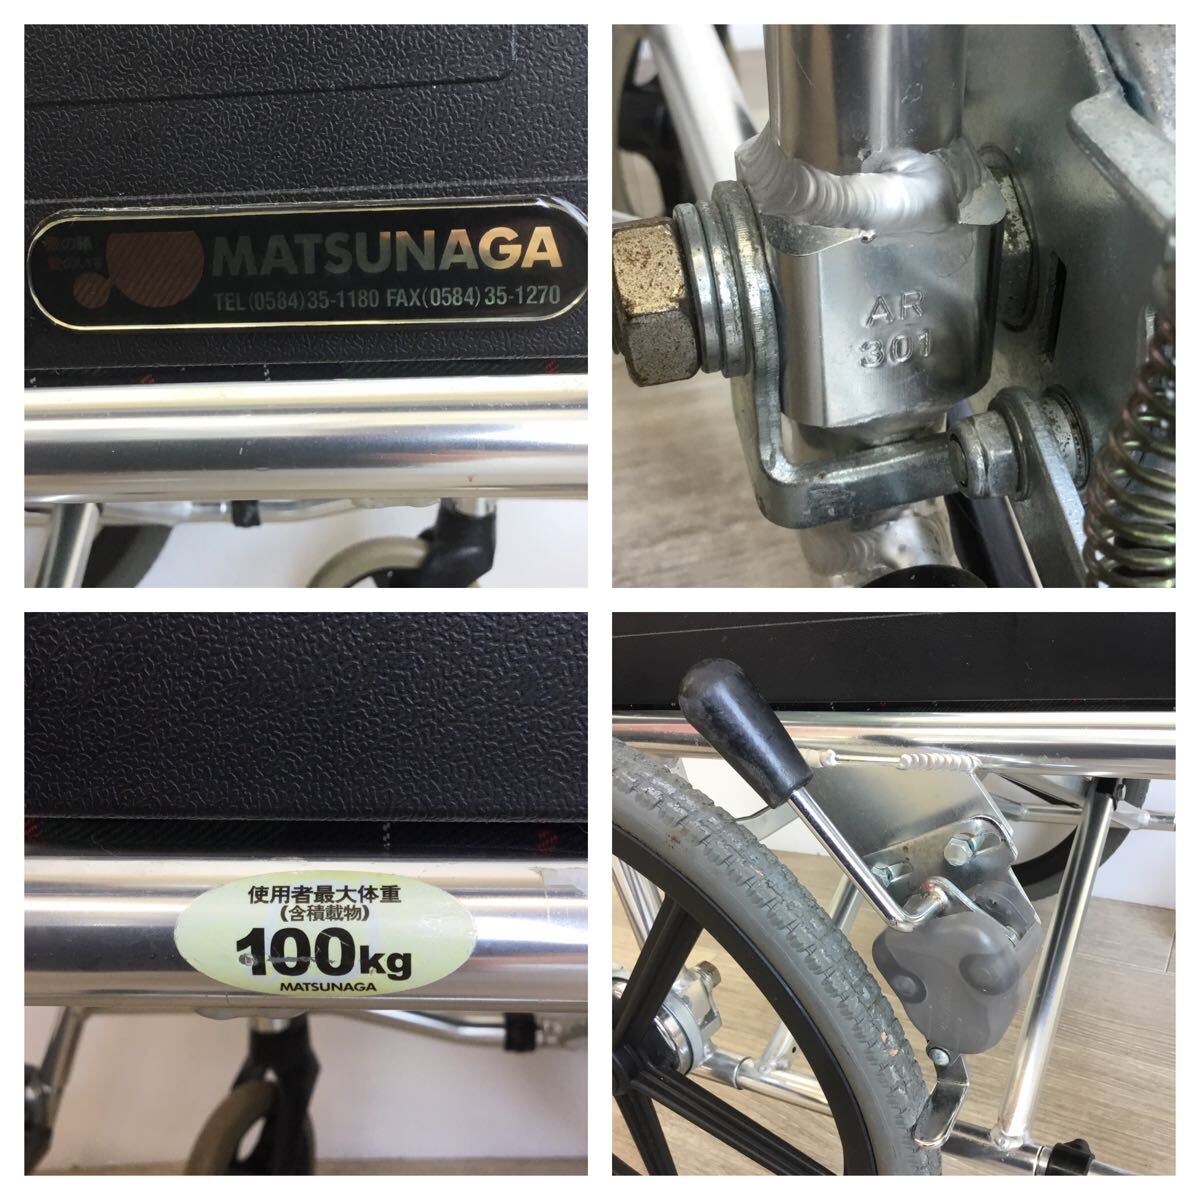 MATSUNAGA
TEL(0584)35-1180 FAX(0584)35-1270
AR
301
使用者最大体重
(含積載物)
100kg
MATSUNAGA